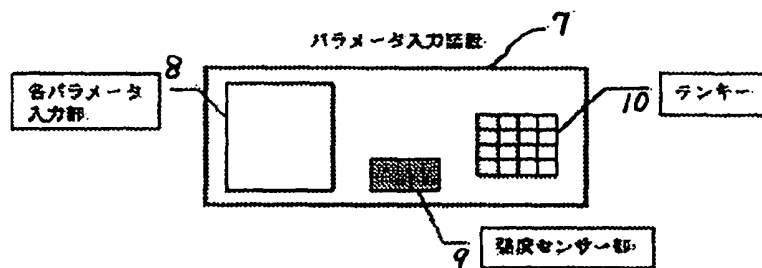 パラメータ入力装置
7
8
各パラメータ
入力部
10
テンキー
9
強度センサー部